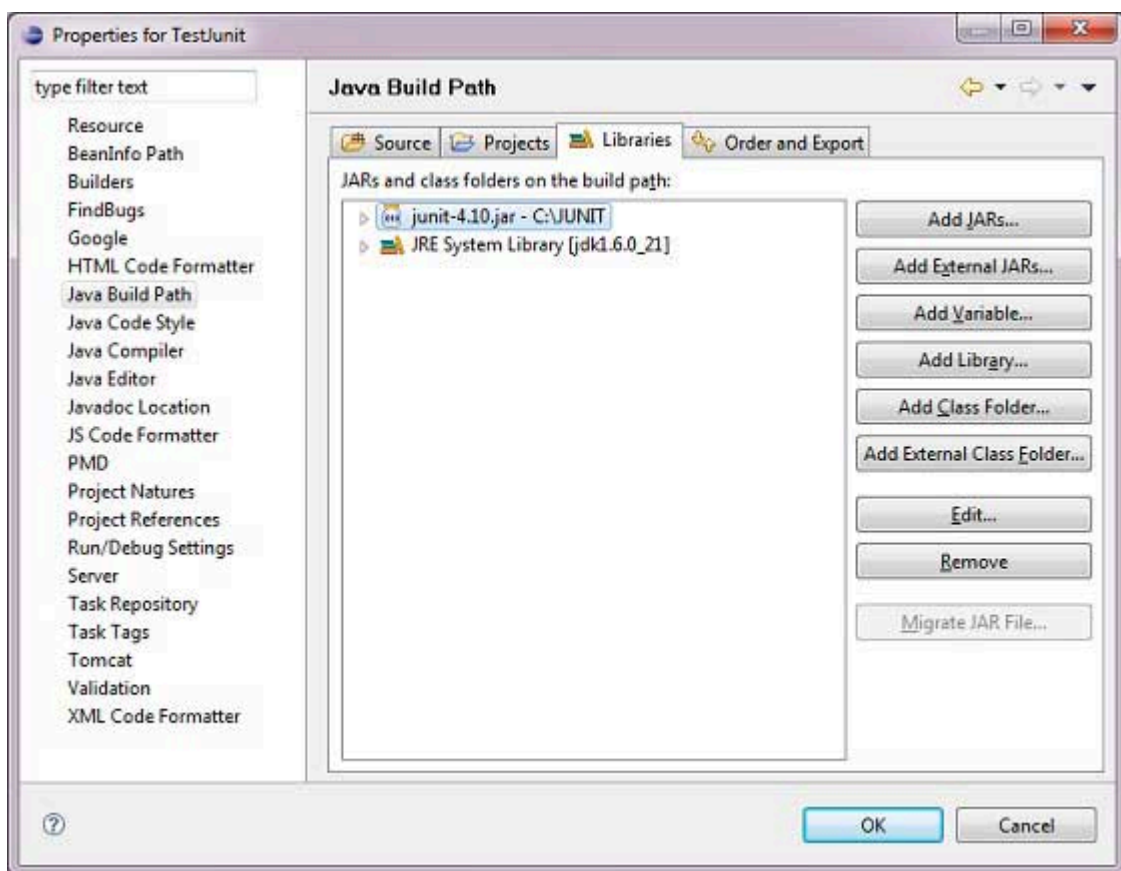 Properties for TestJunit
type filter text
Resource
BeanInfo Path
Builders
FindBugs
Google
HTML Code Formatter
Java Build Path
Java Code Style
Java Compiler
Java Editor
Javadoc Location
JS Code Formatter
PMD
Project Natures
Project References
Run/Debug Settings
Server
Task Repository
Task Tags
Tomcat
Validation
XML Code Formatter
Java Build Path
Source Projects Libraries Order and Export
JARs and class folders on the build path:
junit-4.10.jar - C:\JUNIT
JRE System Library [jdk1.6.0_21]
Add JARs...
Add External JARs...
Add Variable...
Add Library...
Add Class Folder...
Add External Class Folder...
Edit...
Remove
Migrate JAR File...
OK Cancel